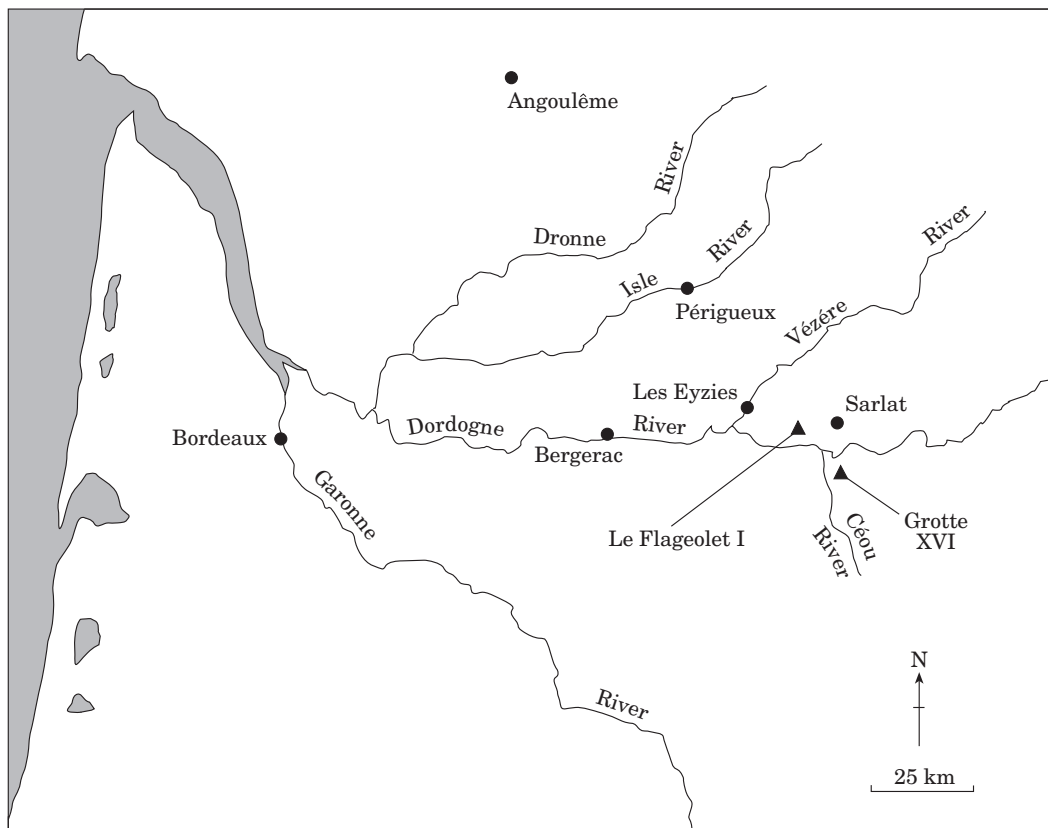 Angoulême
River
Dronne
River
Isle
Périgueux
River
Vézére
Les Eyzies
Sarlat
Dordogne
River
Bordeaux
Bergerac
Garonne
Le Flageolet I
Céou
River
Grotte
XVI
N
River
25 km